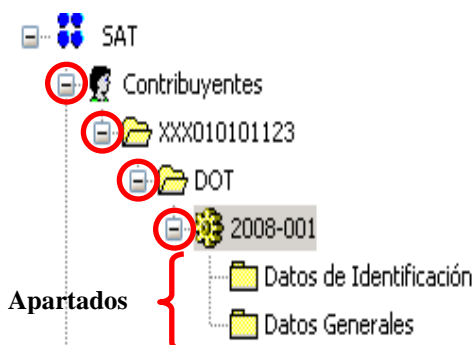 SAT
Contribuyentes
XXX010101123
DOT
2008-001
Datos de Identificación
Apartados
Datos Generales